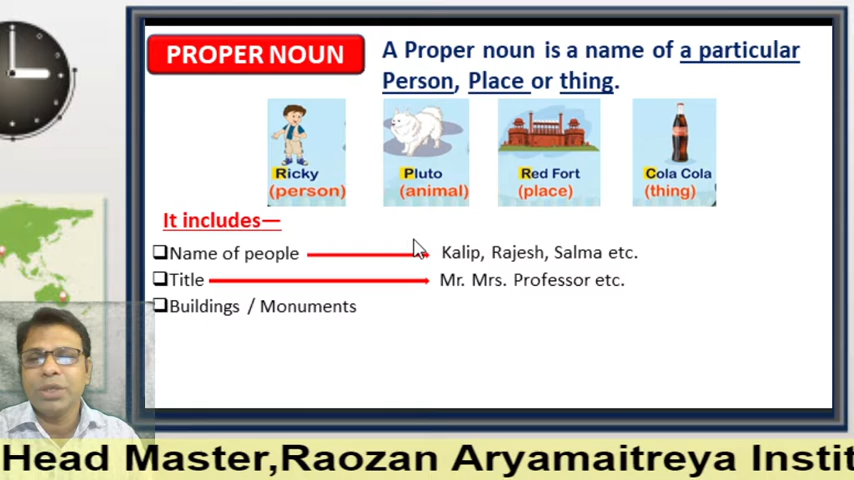 PROPER NOUN
A Proper noun is a name of a particular
Person, Place or thing.
Ricky
(person)
Pluto
(animal)
Red Fort
(place)
Cola Cola
(thing)
It includes—
Name of people Kalip, Rajesh, Salma etc.
Title Mr. Mrs. Professor etc.
Buildings / Monuments
Head Master,Raozan Aryamaitreya Instit